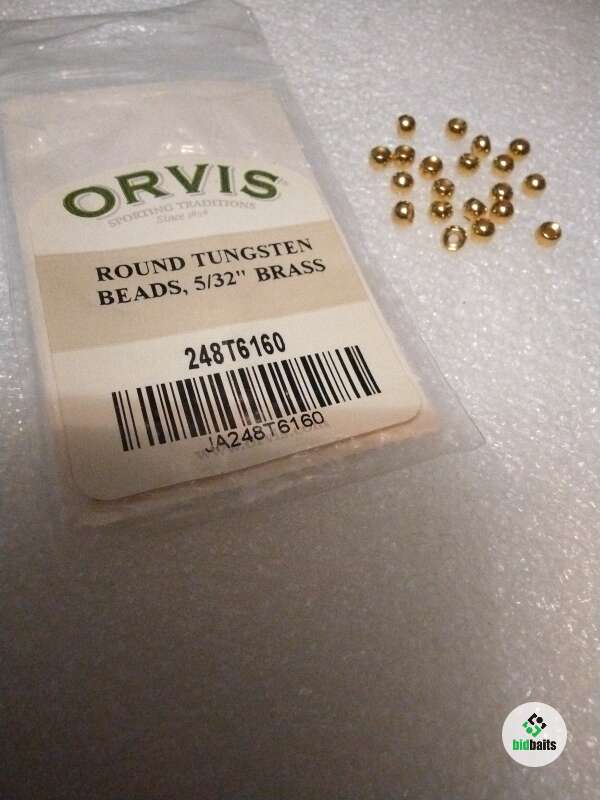 ORVIS
SPORTING TRADITIONS
Since 1856
ROUND TUNGSTEN
BEADS, 5/32" BRASS
248T6160
JA248T6160
bidbaits